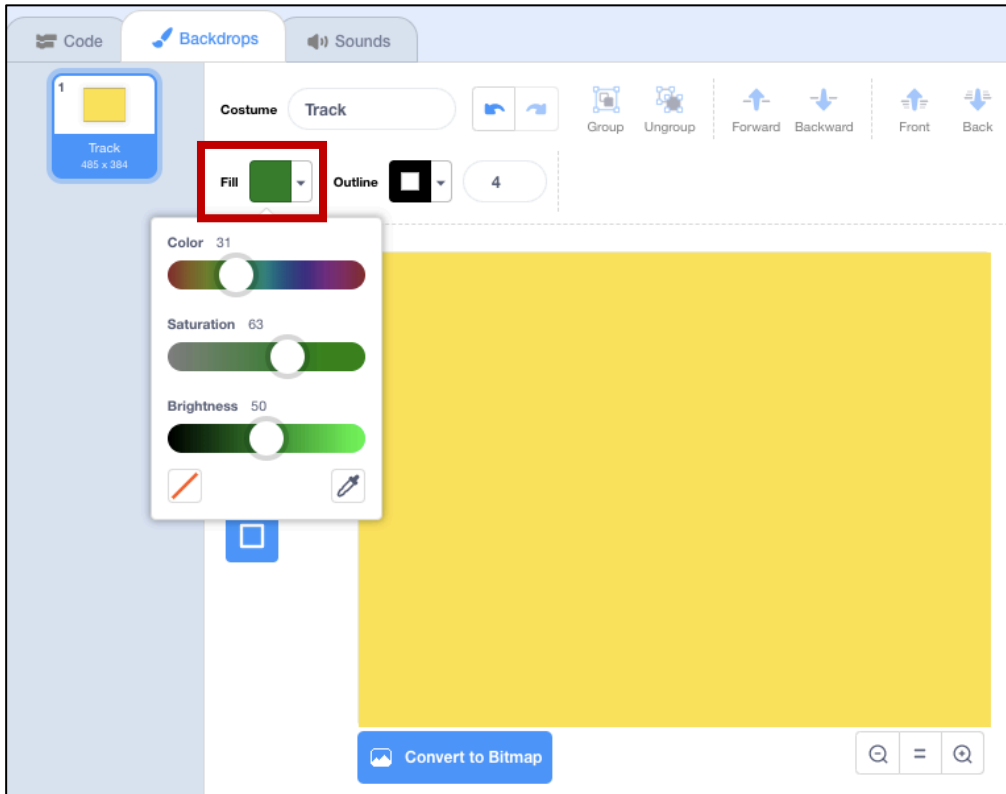 Code Backdrops Sounds
1
Track
485 x 384
Costume Track
Group Ungroup Forward Backward Front Back
Fill Outline 4
Color 31
Saturation 63
Brightness 50
Convert to Bitmap